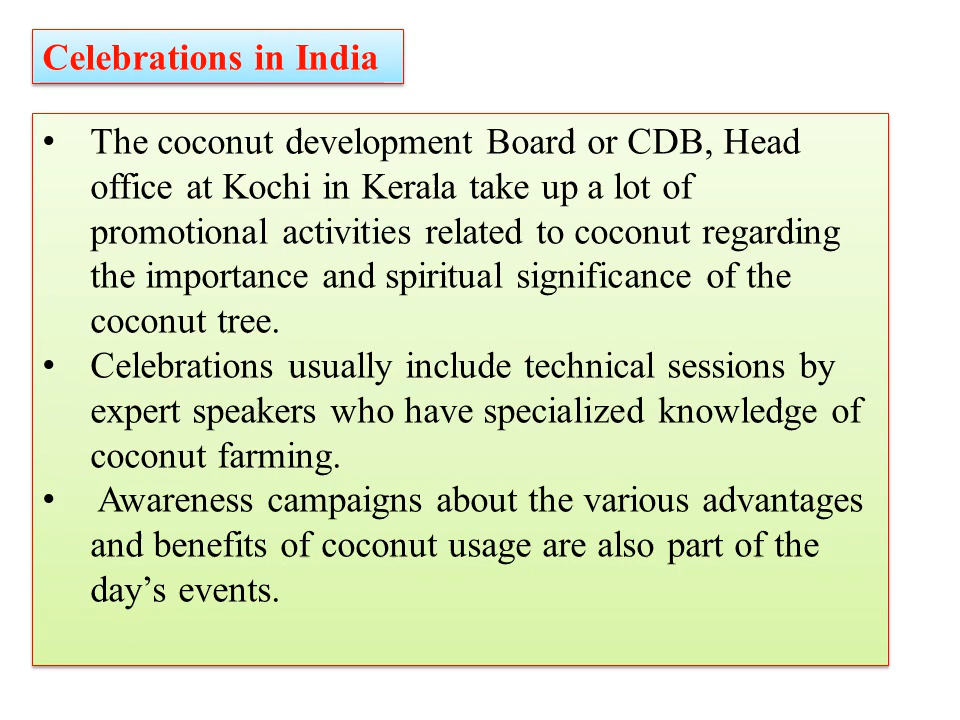 Celebrations in India
• The coconut development Board or CDB, Head
office at Kochi in Kerala take up a lot of
promotional activities related to coconut regarding
the importance and spiritual significance of the
coconut tree.
• Celebrations usually include technical sessions by
expert speakers who have specialized knowledge of
coconut farming.
• Awareness campaigns about the various advantages
and benefits of coconut usage are also part of the
day’s events.